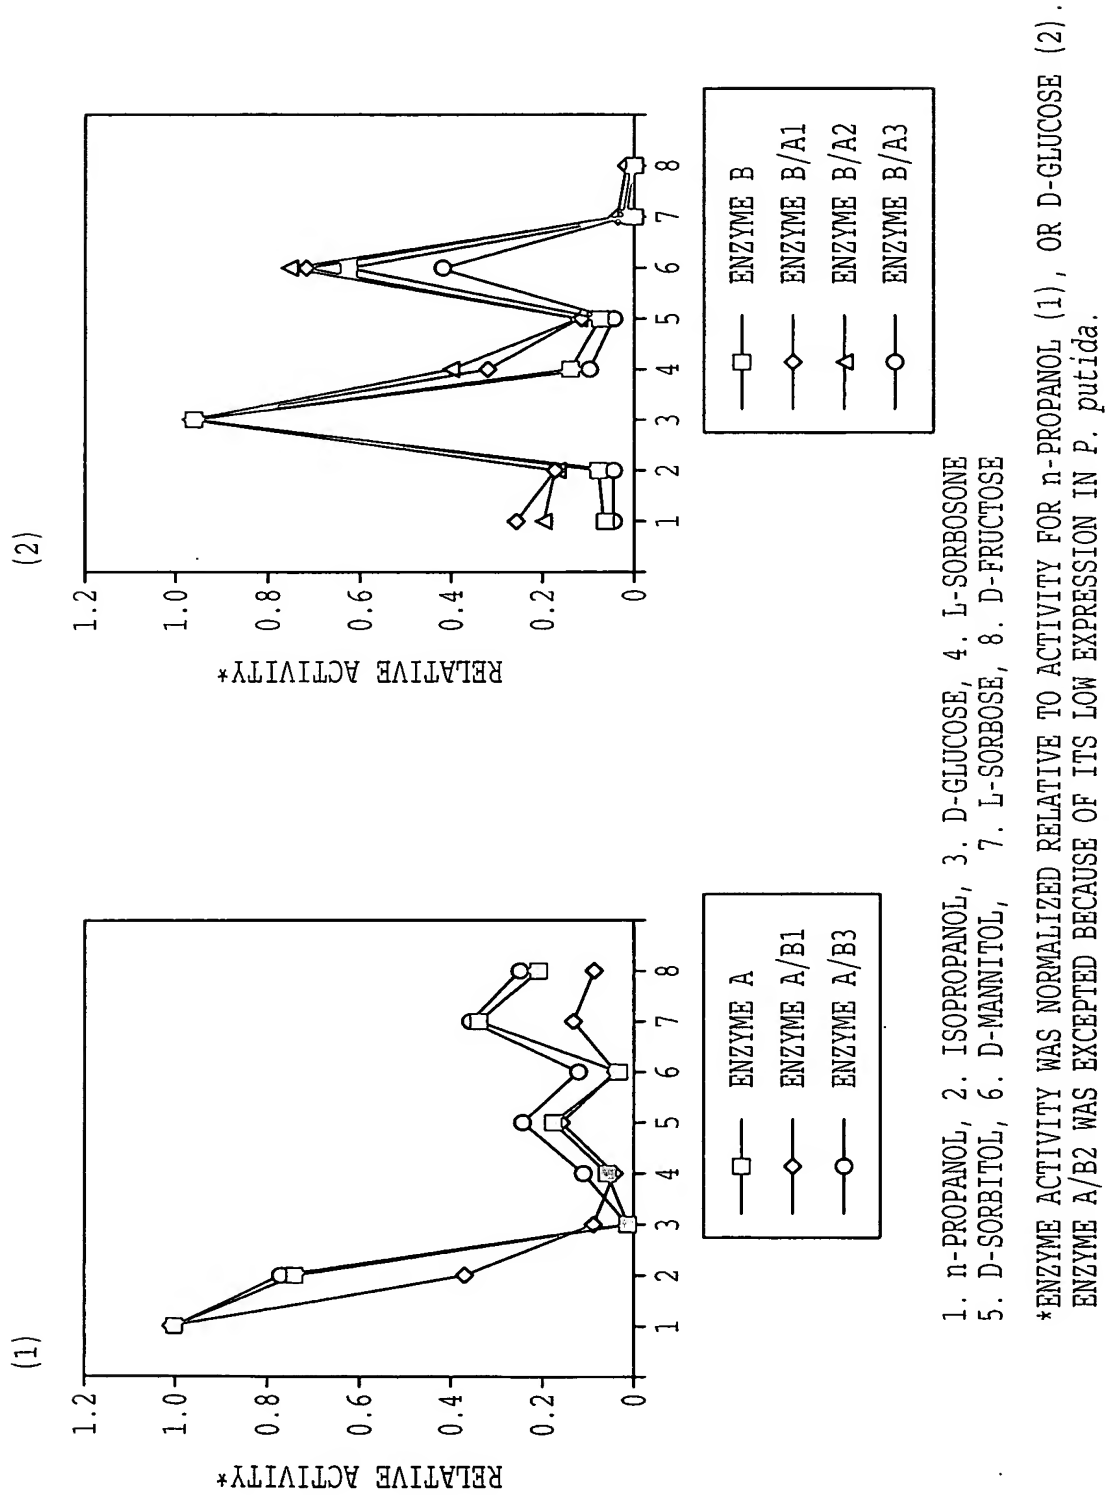 (1)
RELATIVE ACTIVITY*
1.2
1.0
0.8
0.6
0.4
0.2
0
1 2 3 4 5 6 7 8
ENZYME A
ENZYME A/B1
ENZYME A/B3
(2)
RELATIVE ACTIVITY*
1.2
1.0
0.8
0.6
0.4
0.2
0
1 2 3 4 5 6 7 8
ENZYME B
ENZYME B/A1
ENZYME B/A2
ENZYME B/A3
1. n-PROPANOL, 2. ISOPROPANOL, 3. D-GLUCOSE, 4. L-SORBOSONE
5. D-SORBITOL, 6. D-MANNITOL, 7. L-SORBOSE, 8. D-FRUCTOSE
*ENZYME ACTIVITY WAS NORMALIZED RELATIVE TO ACTIVITY FOR n-PROPANOL (1), OR D-GLUCOSE (2).
ENZYME A/B2 WAS EXCEPTED BECAUSE OF ITS LOW EXPRESSION IN P. putida.